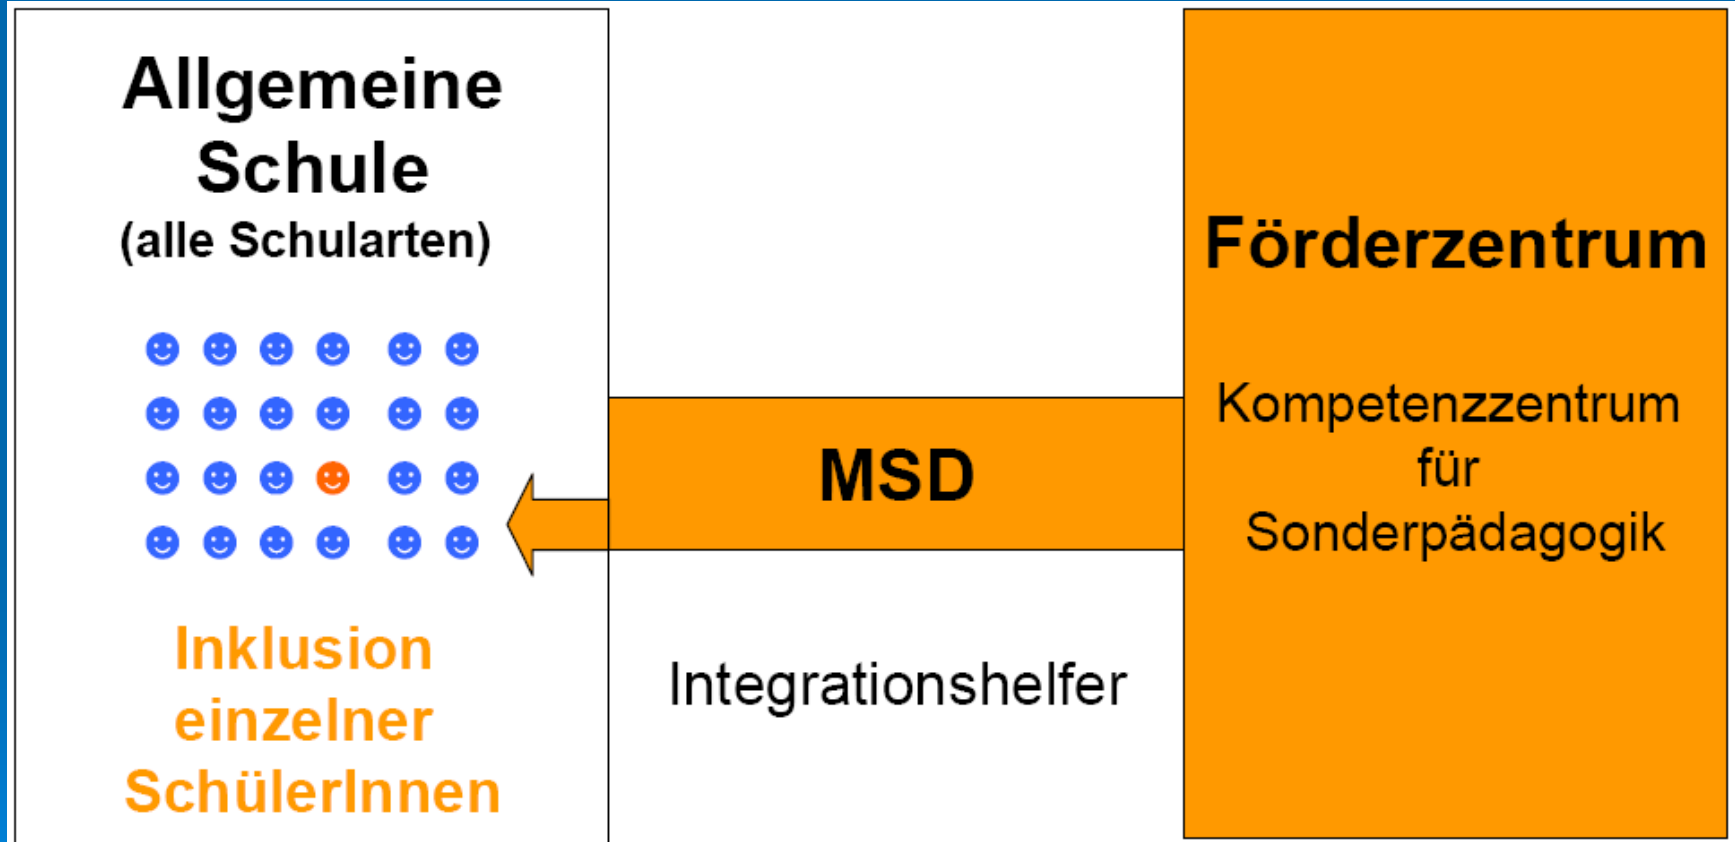 Allgemeine
Schule
(alle Schularten)
Inklusion
einzelner
SchülerInnen
MSD
Integrationshelfer
Förderzentrum
Kompetenzzentrum
für
Sonderpädagogik